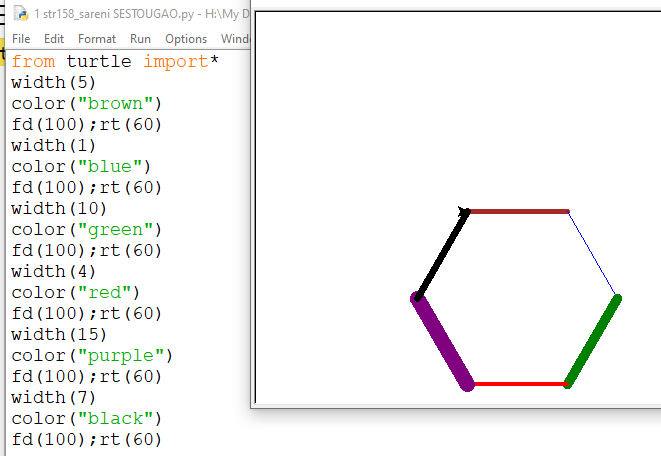 1 str158_sareni SESTOUGAO.py - H:\My D
File Edit Format Run Options Windo
from turtle import*
width(5)
color("brown")
fd(100);rt(60)
width(1)
color("blue")
fd(100);rt(60)
width(10)
color("green")
fd(100);rt(60)
width(4)
color("red")
fd(100);rt(60)
width(15)
color("purple")
fd(100);rt(60)
width(7)
color("black")
fd(100);rt(60)